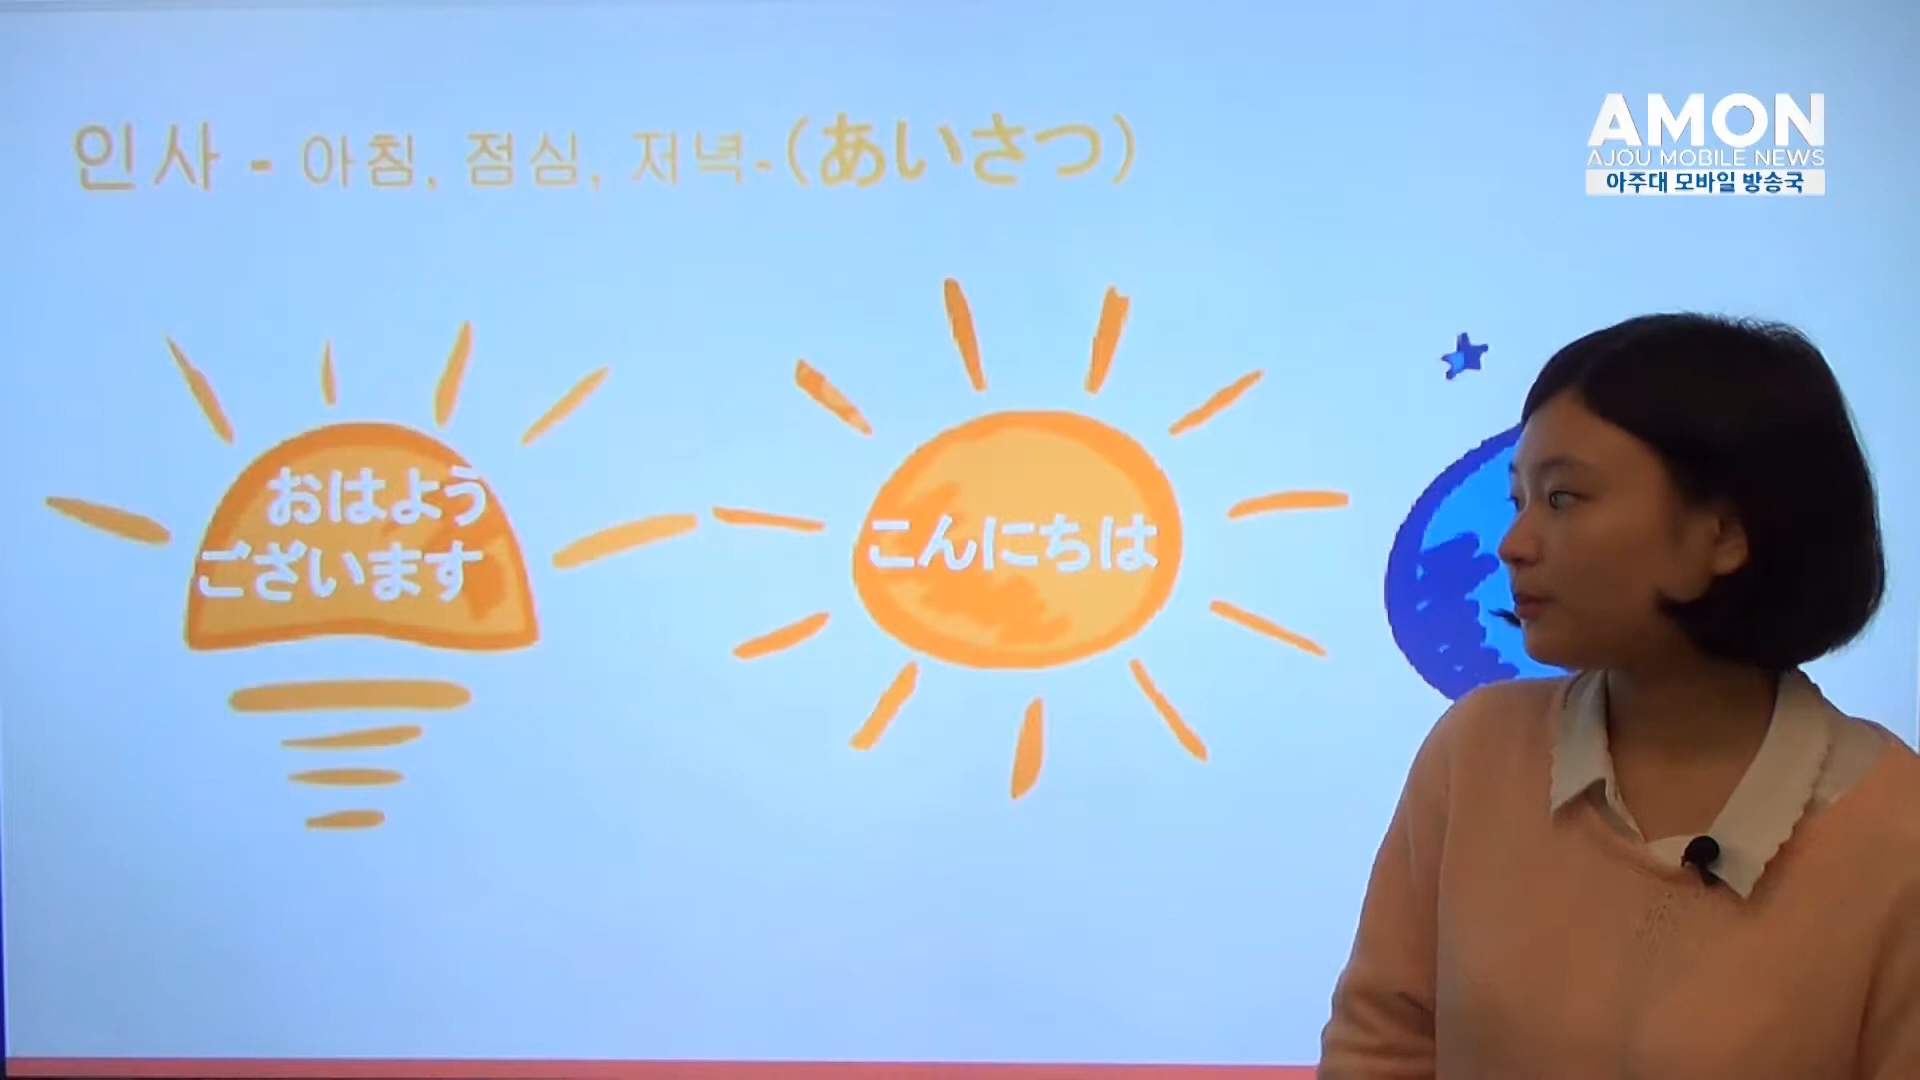 인사 - 아침, 점심, 저녁-(あいさつ)
AMON
AJOU MOBILE NEWS
아주대 모바일 방송국
おはよう
ございます
こんにちは